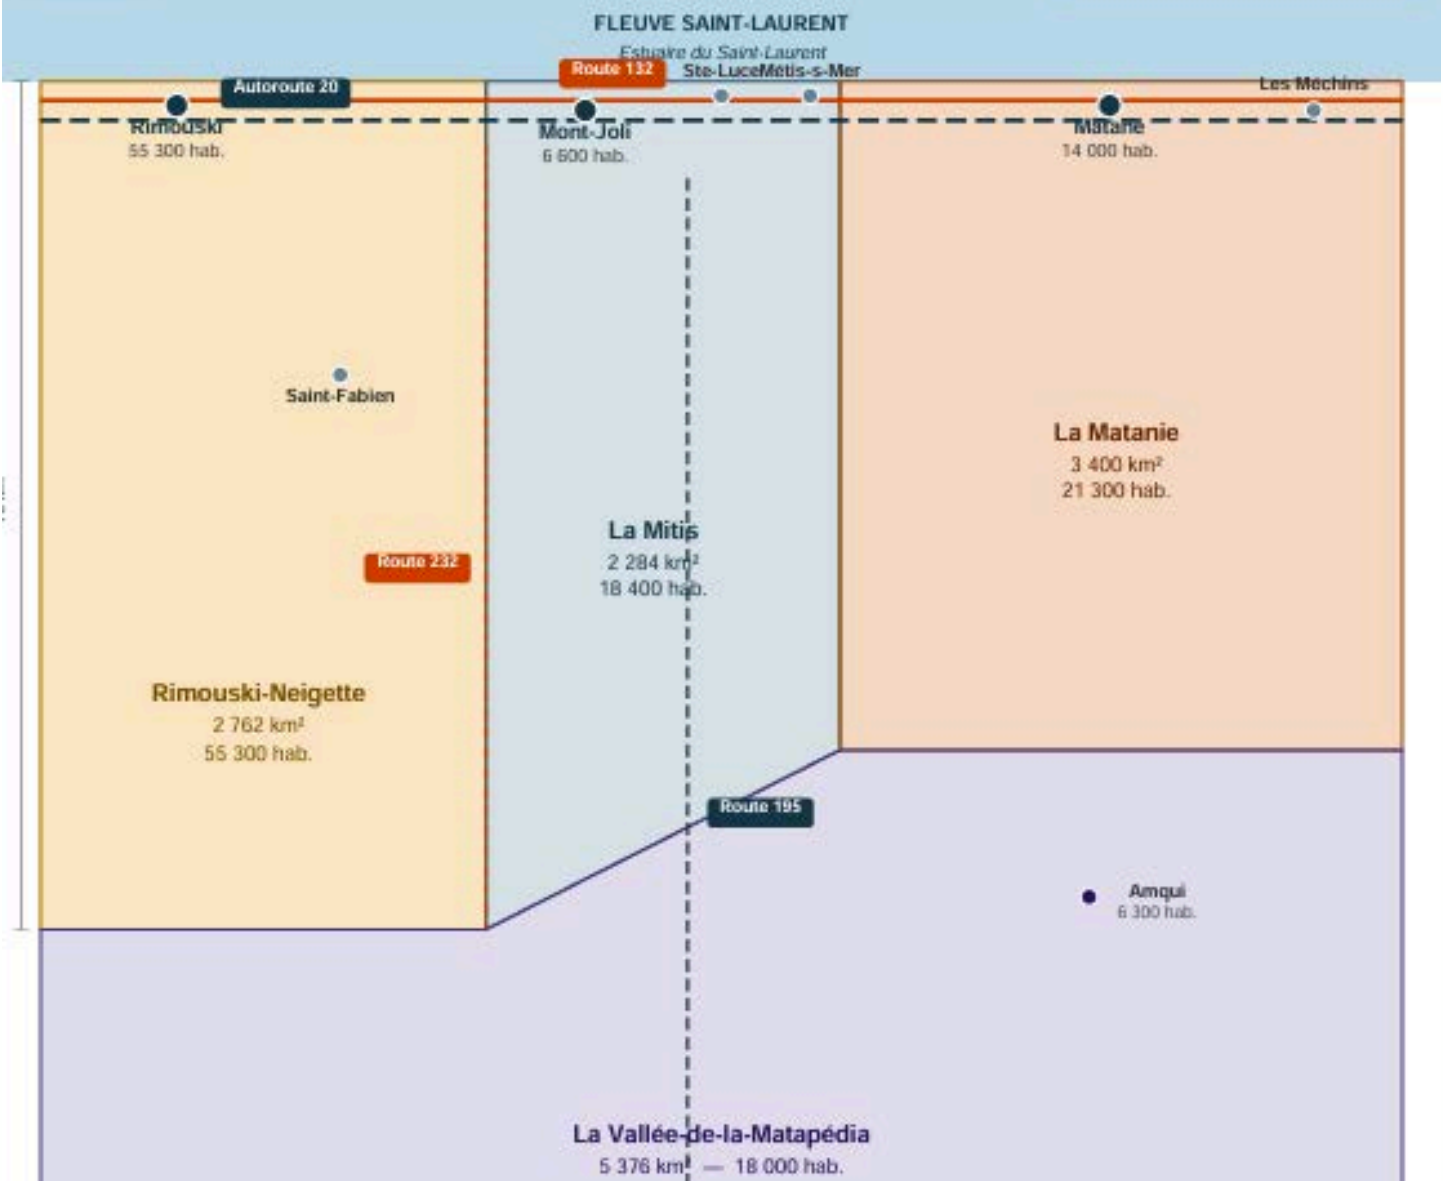 FLEUVE SAINT-LAURENT
Estuaire du Saint-Laurent
Route 132
Ste-Luce
Métis-s-Mer
Autoroute 20
Les Méchins
Rimouski
55 300 hab.
Mont-Joli
6 600 hab.
Matane
14 000 hab.
Saint-Fabien
La Matanie
3 400 km²
21 300 hab.
La Mitis
2 284 km²
18 400 hab.
Route 232
Rimouski-Neigette
2 762 km²
55 300 hab.
Route 195
Amqui
6 300 hab.
La Vallée-de-la-Matapédia
5 376 km² — 18 000 hab.